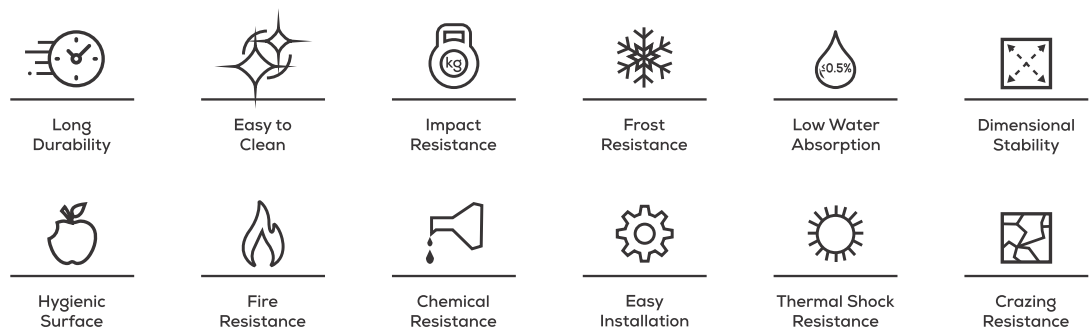 kg
≤0.5%
Long
Durability
Easy to
Clean
Impact
Resistance
Frost
Resistance
Low Water
Absorption
Dimensional
Stability
Hygienic
Surface
Fire
Resistance
Chemical
Resistance
Easy
Installation
Thermal Shock
Resistance
Crazing
Resistance